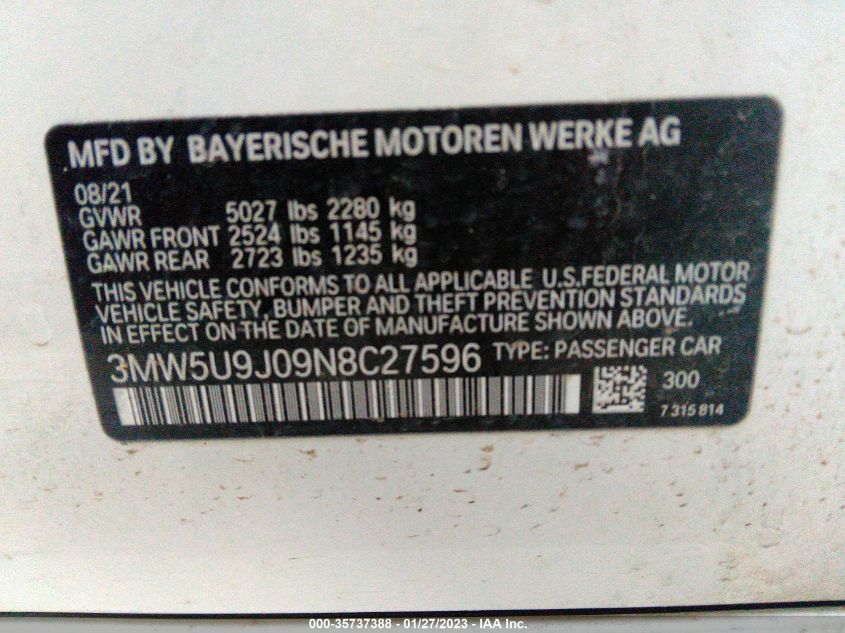 MFD BY BAYERISCHE MOTOREN WERKE AG
08/21
GVWR 5027 lbs 2280 kg
GAWR FRONT 2524 lbs 1145 kg
GAWR REAR 2723 lbs 1235 kg
THIS VEHICLE CONFORMS TO ALL APPLICABLE U.S.FEDERAL MOTOR
VEHICLE SAFETY, BUMPER AND THEFT PREVENTION STANDARDS
IN EFFECT ON THE DATE OF MANUFACTURE SHOWN ABOVE.
3MW5U9J09N8C27596 TYPE: PASSENGER CAR
300
7 315 814
000-35737388 - 01/27/2023 - IAA Inc.